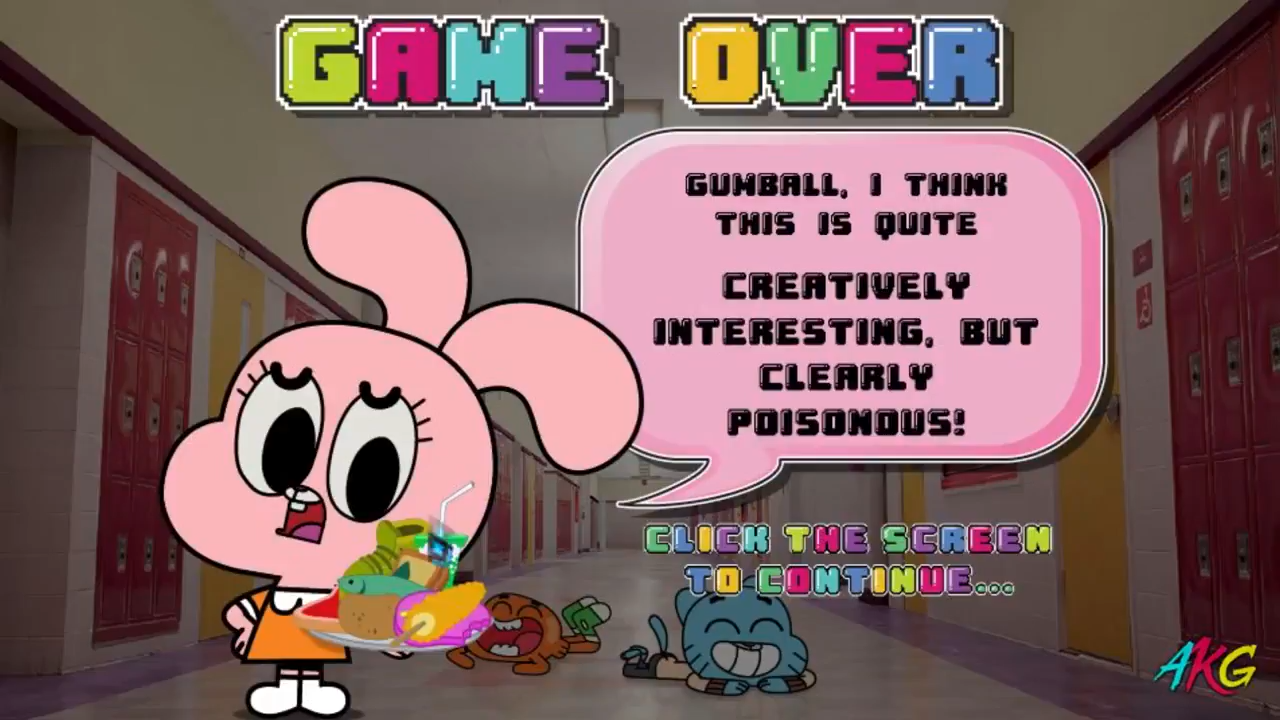 GAME OVER
GUMBALL, I THINK
THIS IS QUITE
CREATIVELY
INTERESTING, BUT
CLEARLY
POISONOUS!
CLICK THE SCREEN
TO CONTINUE...
AKG